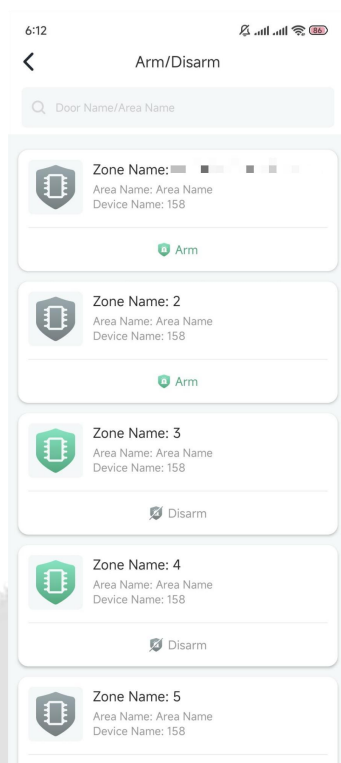 6:12
86
Arm/Disarm
Door Name/Area Name
Zone Name:
Area Name: Area Name
Device Name: 158
Arm
Zone Name: 2
Area Name: Area Name
Device Name: 158
Arm
Zone Name: 3
Area Name: Area Name
Device Name: 158
Disarm
Zone Name: 4
Area Name: Area Name
Device Name: 158
Disarm
Zone Name: 5
Area Name: Area Name
Device Name: 158